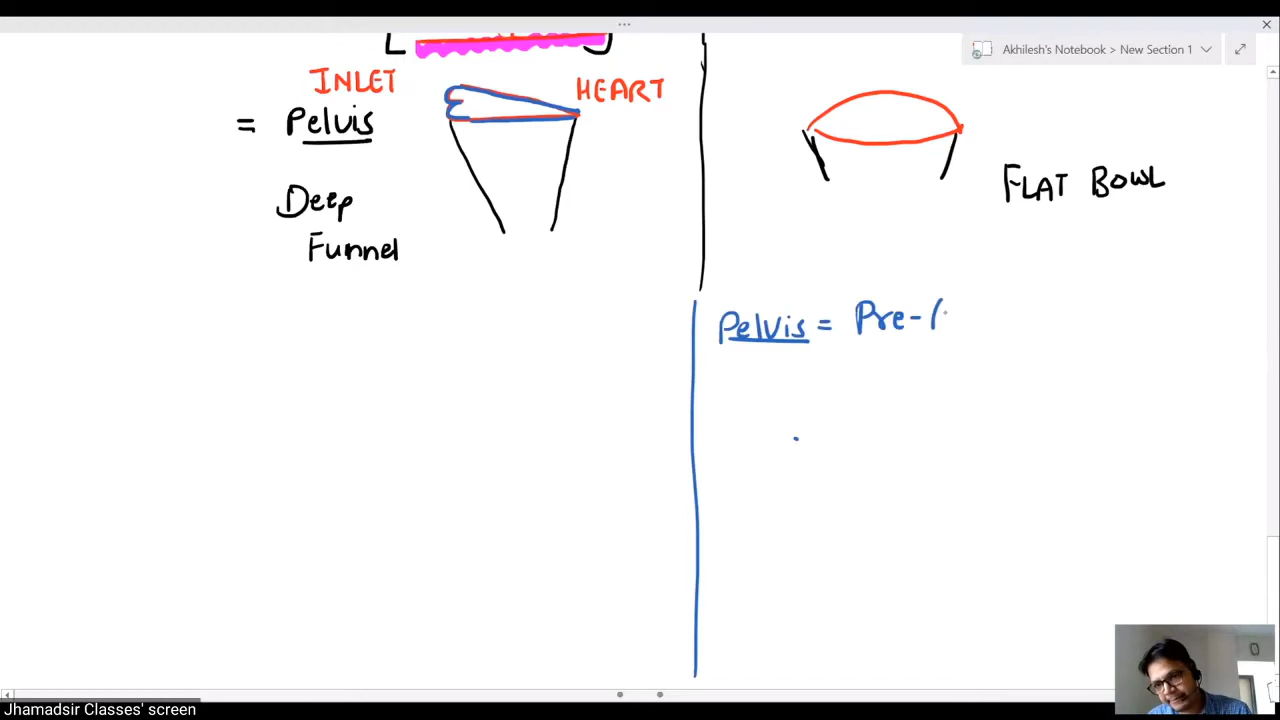 Akhilesh's Notebook > New Section 1
INLET
HEART
= Pelvis
Deep
Funnel
FLAT BOWL
Pelvis = Pre-
Jhamadsir Classes' screen